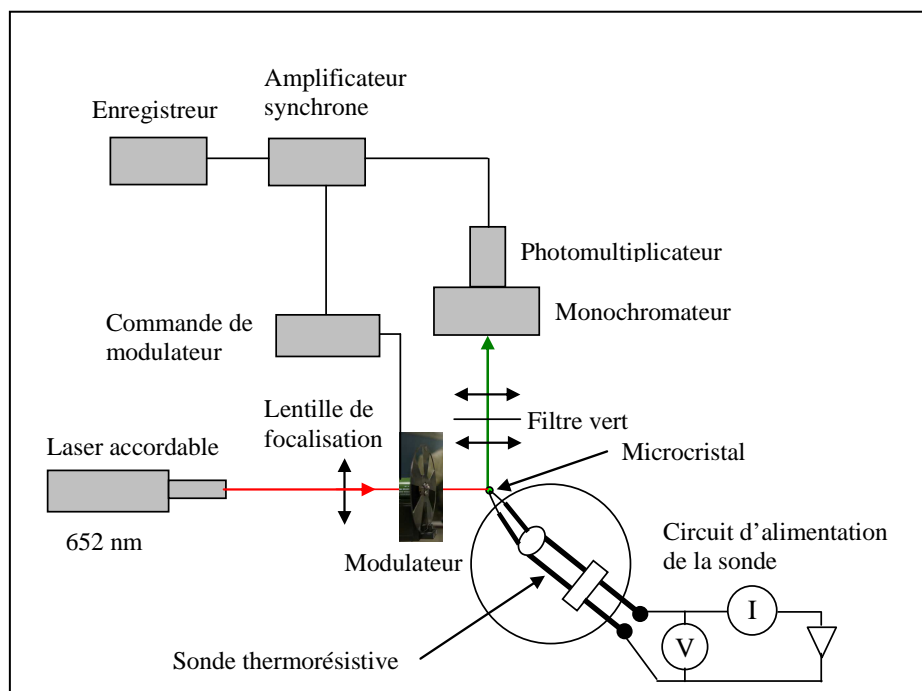 Amplificateur
synchrone
Enregistreur
Photomultiplicateur
Monochromateur
Commande de
modulateur
Lentille de
focalisation
Filtre vert
Laser accordable
Microcristal
652 nm
Modulateur
Circuit d’alimentation
de la sonde
I
V
Sonde thermorésistive